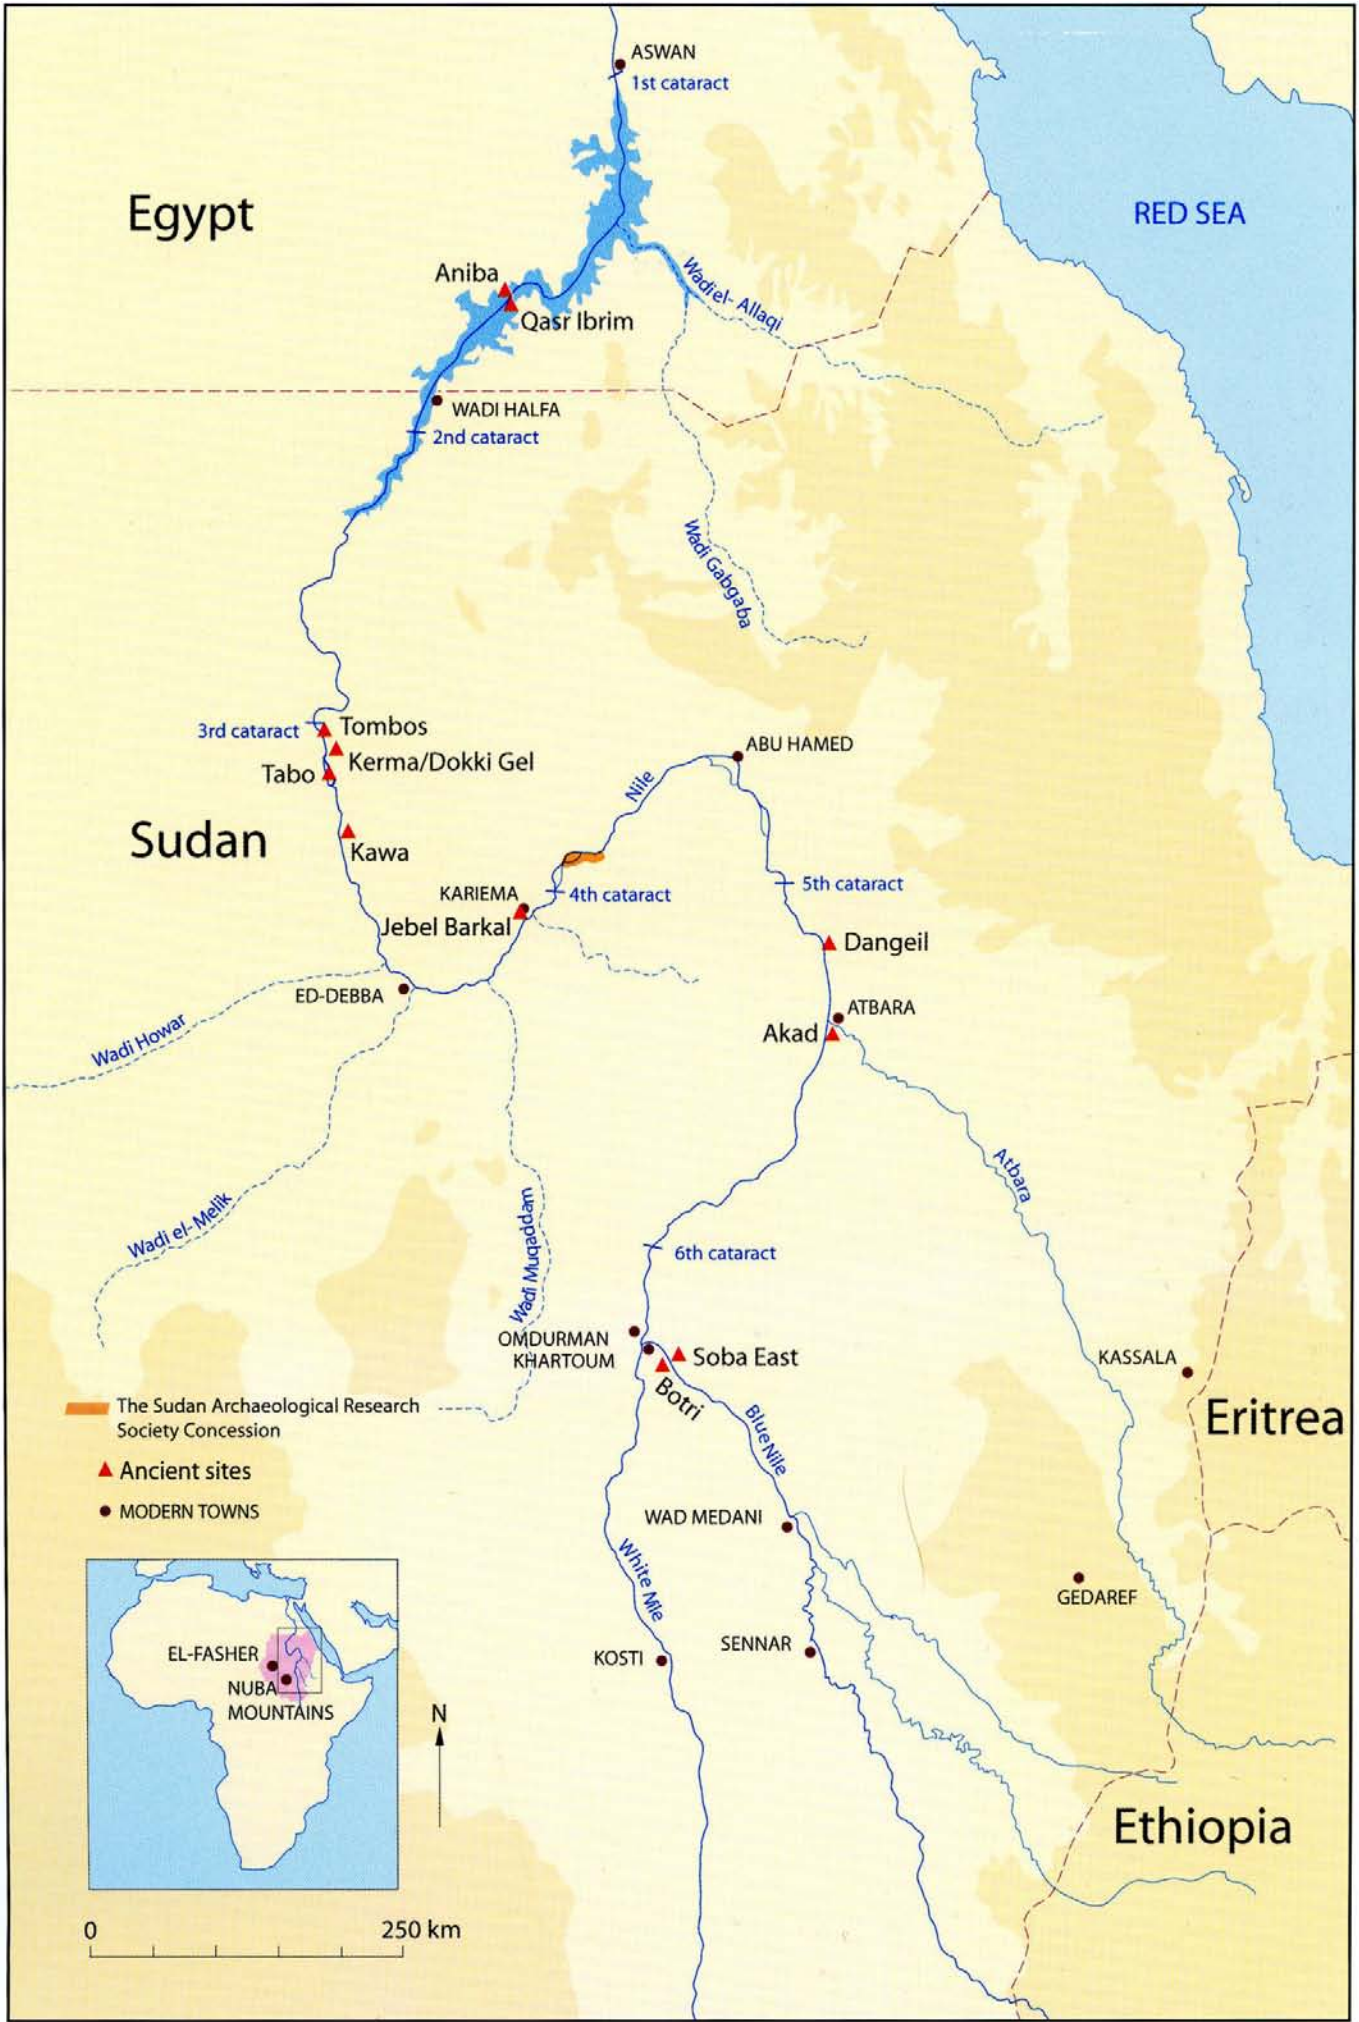 ASWAN
1st cataract
Egypt
RED SEA
Wadi el- Allaqi
Aniba
Qasr Ibrim
WADI HALFA
2nd cataract
Wadi Gabgaba
3rd cataract
Tombos
Kerma/Dokki Gel
Tabo
ABU HAMED
Nile
Sudan
Kawa
KARIEMA
4th cataract
5th cataract
Jebel Barkal
Dangeil
ED-DEBBA
ATBARA
Akad
Wadi Howar
Atbara
Wadi el- Melik
Wadi Muqaddam
6th cataract
OMDURMAN
KHARTOUM
Soba East
Botri
KASSALA
The Sudan Archaeological Research
Society Concession
Eritrea
Blue Nile
Ancient sites
MODERN TOWNS
WAD MEDANI
White Nile
GEDAREF
KOSTI
SENNAR
EL-FASHER
NUBA
MOUNTAINS
N
Ethiopia
0
250 km